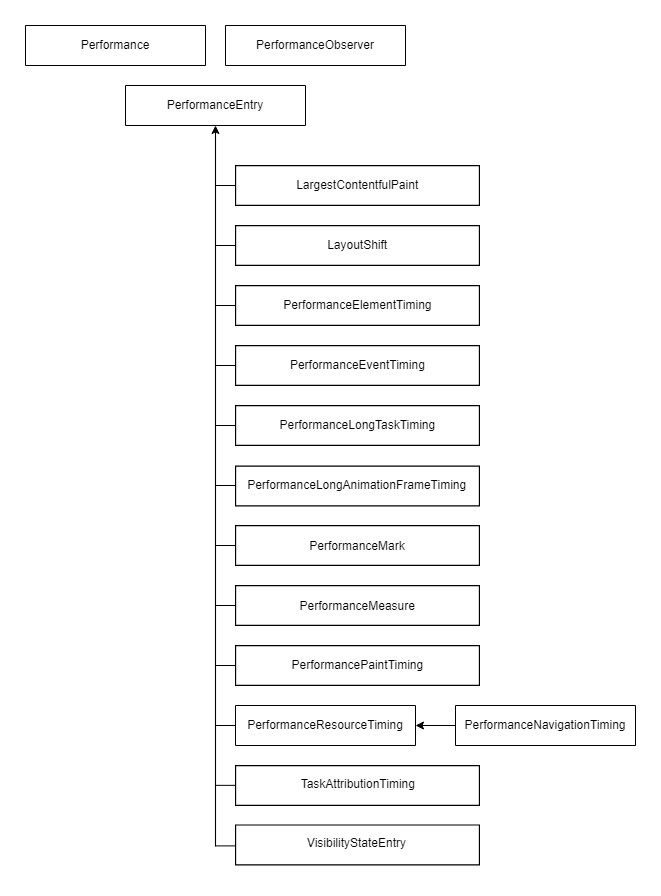 Performance
PerformanceObserver
PerformanceEntry
LargestContentfulPaint
LayoutShift
PerformanceElementTiming
PerformanceEventTiming
PerformanceLongTaskTiming
PerformanceLongAnimationFrameTiming
PerformanceMark
PerformanceMeasure
PerformancePaintTiming
PerformanceResourceTiming
PerformanceNavigationTiming
TaskAttributionTiming
VisibilityStateEntry